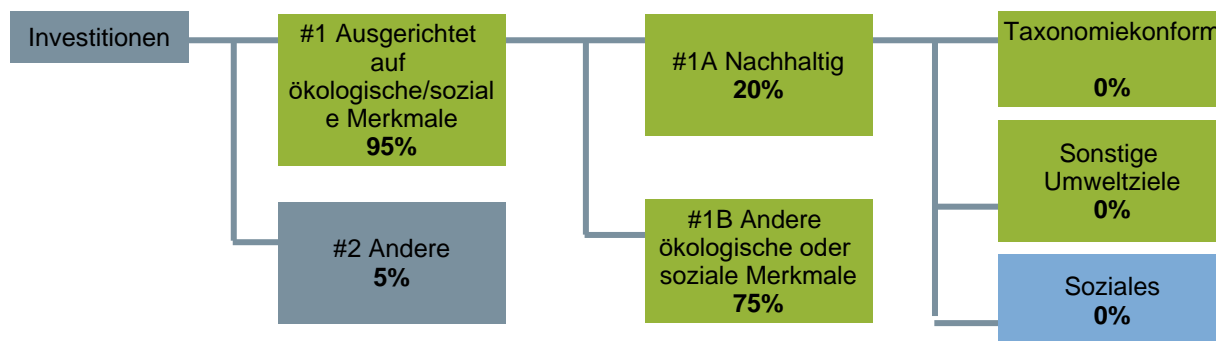 Investitionen
#1 Ausgerichtet
auf
ökologische/sozial
e Merkmale
95%
#2 Andere
5%
#1A Nachhaltig
20%
#1B Andere
ökologische oder
soziale Merkmale
75%
Taxonomiekonform
0%
Sonstige
Umweltziele
0%
Soziales
0%